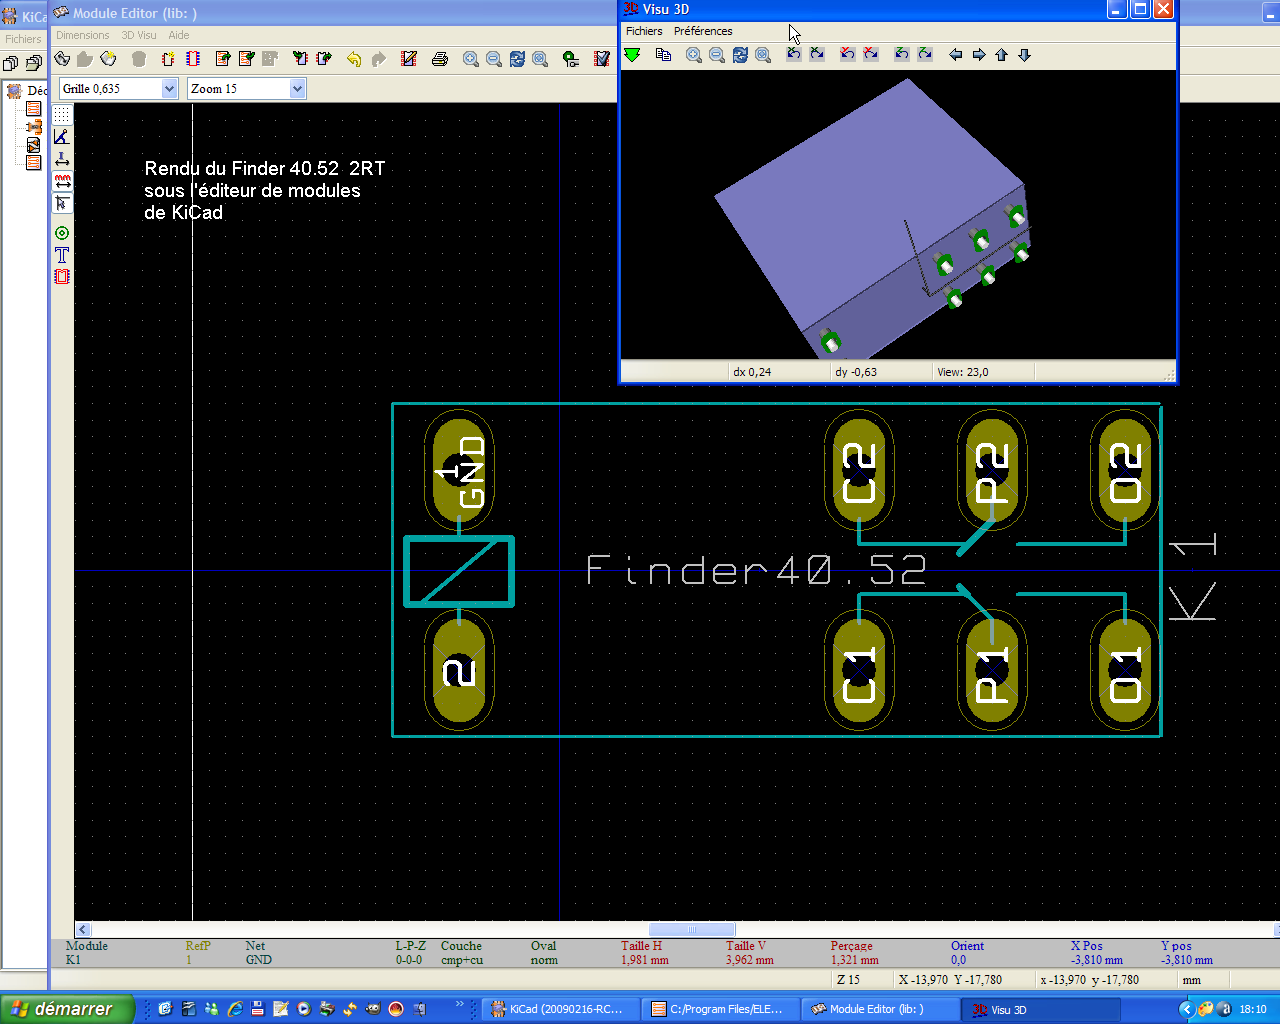 KiCad
Module Editor (lib: )
Visu 3D
Fichiers
Dimensions
3D Visu
Aide
Fichiers
Préférences
Grille 0,635
Zoom 15
Déc
Rendu du Finder 40.52 2RT
sous l'éditeur de modules
de KiCad
dx 0,24
dy -0,63
View: 23,0
1
GND
C2
P2
O2
Finder40.52
K1
2
C1
P1
O1
Module
RefP
Net
L-P-Z
Couche
Oval
Taille H
Taille V
Perçage
Orient
X Pos
Y pos
K1
1
GND
0-0-0
cmp+cu
norm
1,981 mm
3,962 mm
1,321 mm
0,0
-3,810 mm
-3,810 mm
Z 15
X -13,970 Y -17,780
x -13,970 y -17,780
mm
démarrer
KiCad (20090216-RC...
C:/Program Files/ELE...
Module Editor (lib: )
Visu 3D
18:10